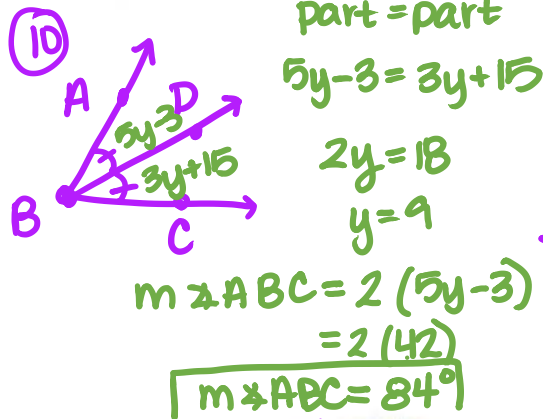 10
part = part
5y-3 = 3y+15
2y = 18
y = 9
A
D
5y-3
3y+15
B
C
m∡ABC = 2(5y-3)
= 2(42)
m∡ABC = 84°